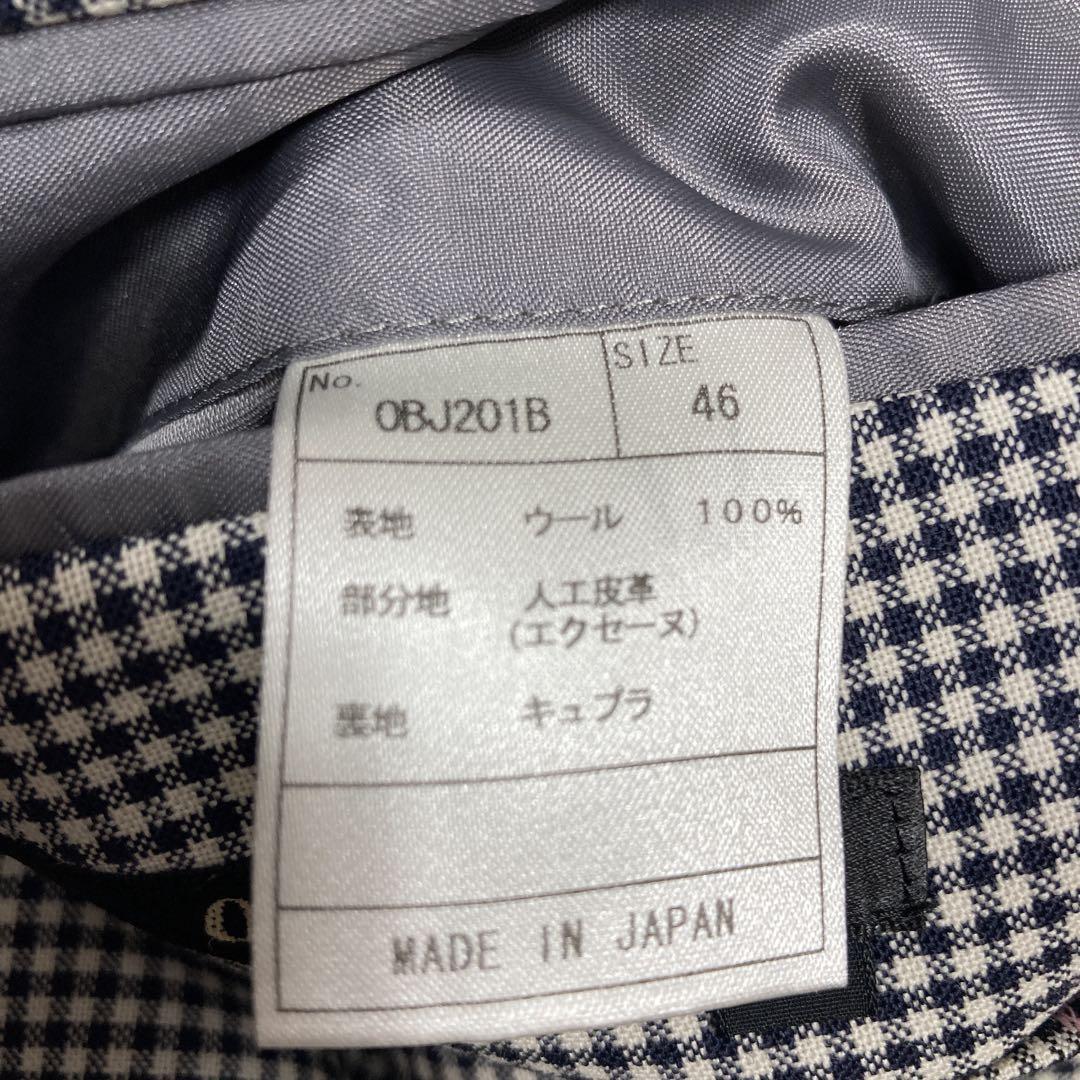 No.
OBJ201B
SIZE
46
表地 ウール 100%
部分地 人工皮革
(エクセーヌ)
裏地 キュプラ
MADE IN JAPAN